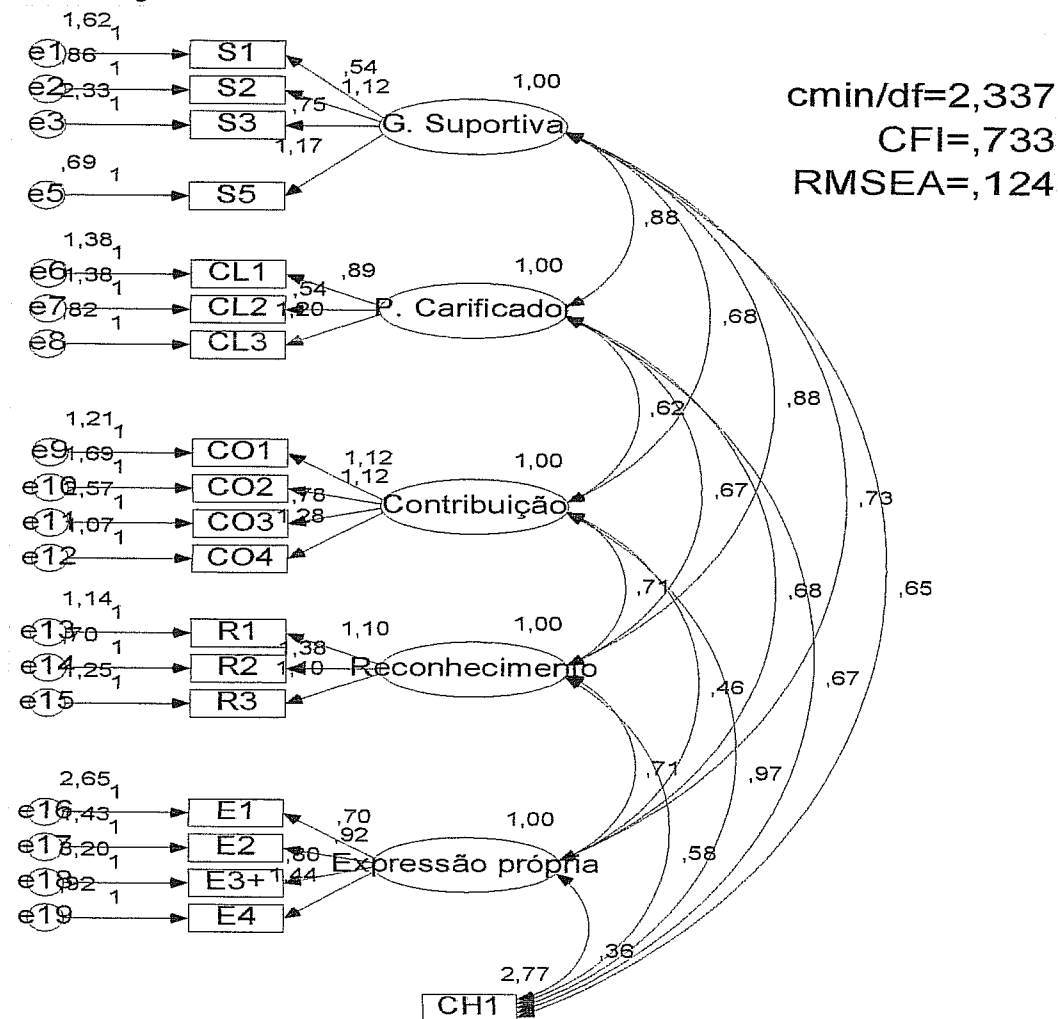 1,62
1
e1
S1
,86
1
,54
e2
S2
1,12
1,00
2,33
1
,75
e3
S3
G. Suportiva
1,17
,69
1
e5
S5
cmin/df=2,337
CFI=,733
RMSEA=,124
,88
1,38
1
e6
CL1
,89
1,00
1,38
1
,54
e7
CL2
1,20
P. Carificador
,82
1
e8
CL3
,68
,88
,62
1,21
1
e9
CO1
1,12
1,00
1,69
1
1,12
e10
CO2
,67
,73
1
,78
Contribuição
e11
CO3
1,28
1,07
1
e12
CO4
,71
,68
,65
1,14
1
e13
R1
1,10
1,00
,70
1
1,38
e14
R2
1,10
Reconhecimento
1,25
1
e15
R3
,67
,46
,71
,97
2,65
1
e16
E1
,70
1,00
1
,92
e17
E2
Expressão própria
1
,80
e18
E3+
1,44
,92
1
e19
E4
,58
,36
2,77
CH1